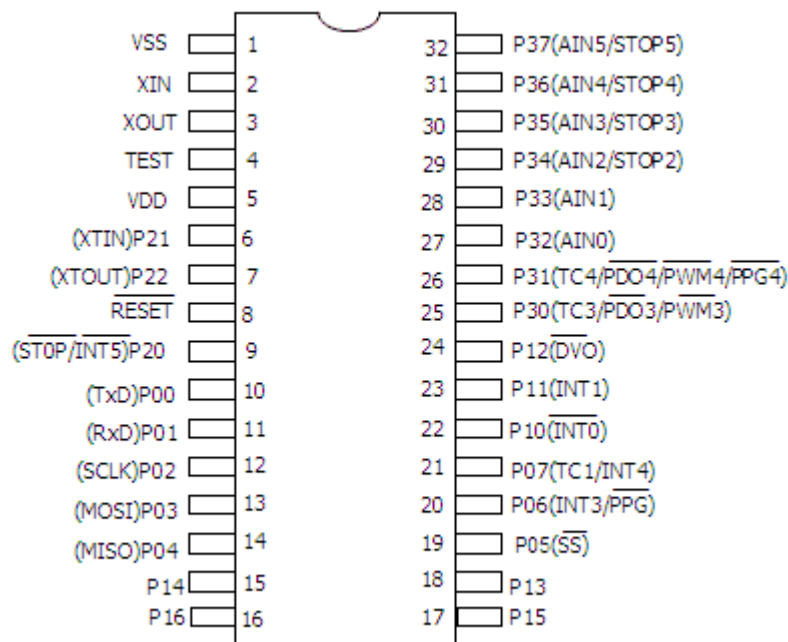 VSS 1 32 P37(AIN5/STOP5)
XIN 2 31 P36(AIN4/STOP4)
XOUT 3 30 P35(AIN3/STOP3)
TEST 4 29 P34(AIN2/STOP2)
VDD 5 28 P33(AIN1)
(XTIN)P21 6 27 P32(AIN0)
(XTOUT)P22 7 26 P31(TC4/PDO4/PWM4/PPG4)
RESET 8 25 P30(TC3/PDO3/PWM3)
(STOP/INT5)P20 9 24 P12(DVO)
(TxD)P00 10 23 P11(INT1)
(RxD)P01 11 22 P10(INT0)
(SCLK)P02 12 21 P07(TC1/INT4)
(MOSI)P03 13 20 P06(INT3/PPG)
(MISO)P04 14 19 P05(SS)
P14 15 18 P13
P16 16 17 P15